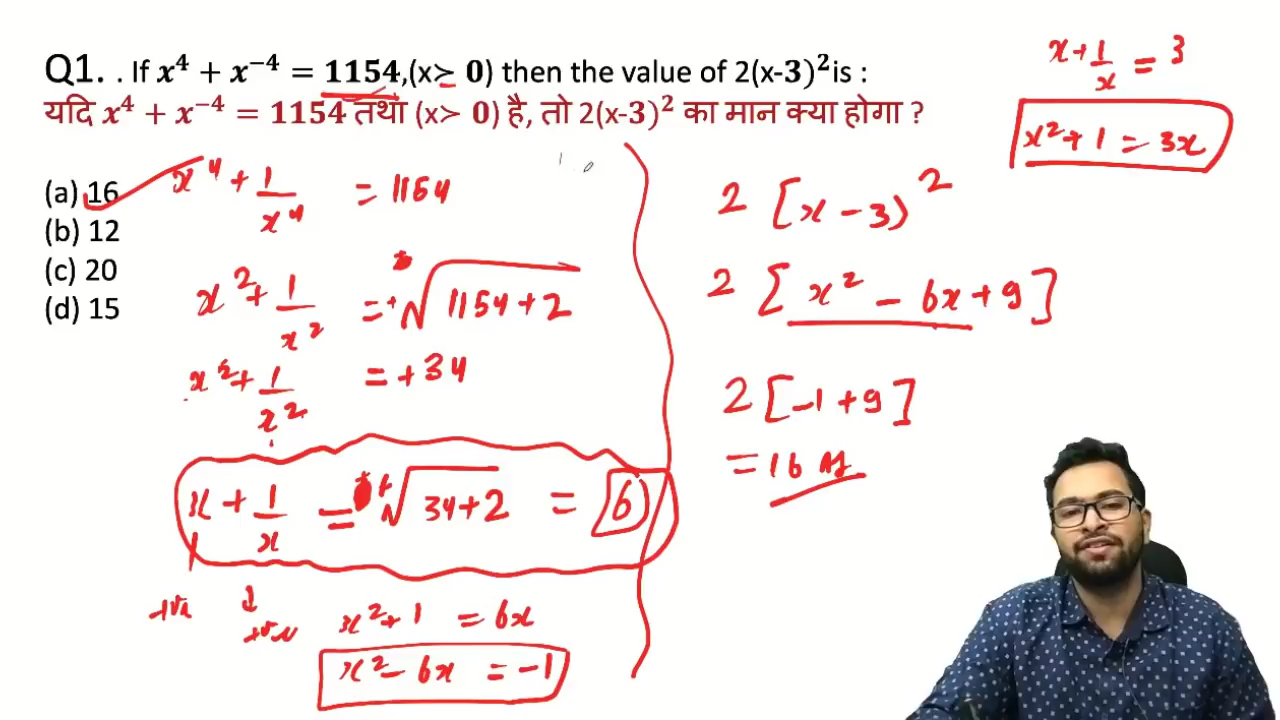 Q1. . If x⁴ + x⁻⁴ = 1154,(x> 0) then the value of 2(x-3)²is :
यदि x⁴ + x⁻⁴ = 1154 तथा (x> 0) है, तो 2(x-3)² का मान क्या होगा ?
(a) 16
(b) 12
(c) 20
(d) 15
x⁴ + 1/x⁴ = 1154
x² + 1/x² = +√1154+2
x² + 1/x² = +34
x + 1/x = +√34+2 = 6
+ve
+ve
x²+1 = 6x
x²-6x = -1
x+1/x = 3
x²+1 = 3x
2 [x-3)²
2 [x² - 6x+9]
2 [-1+9]
= 16